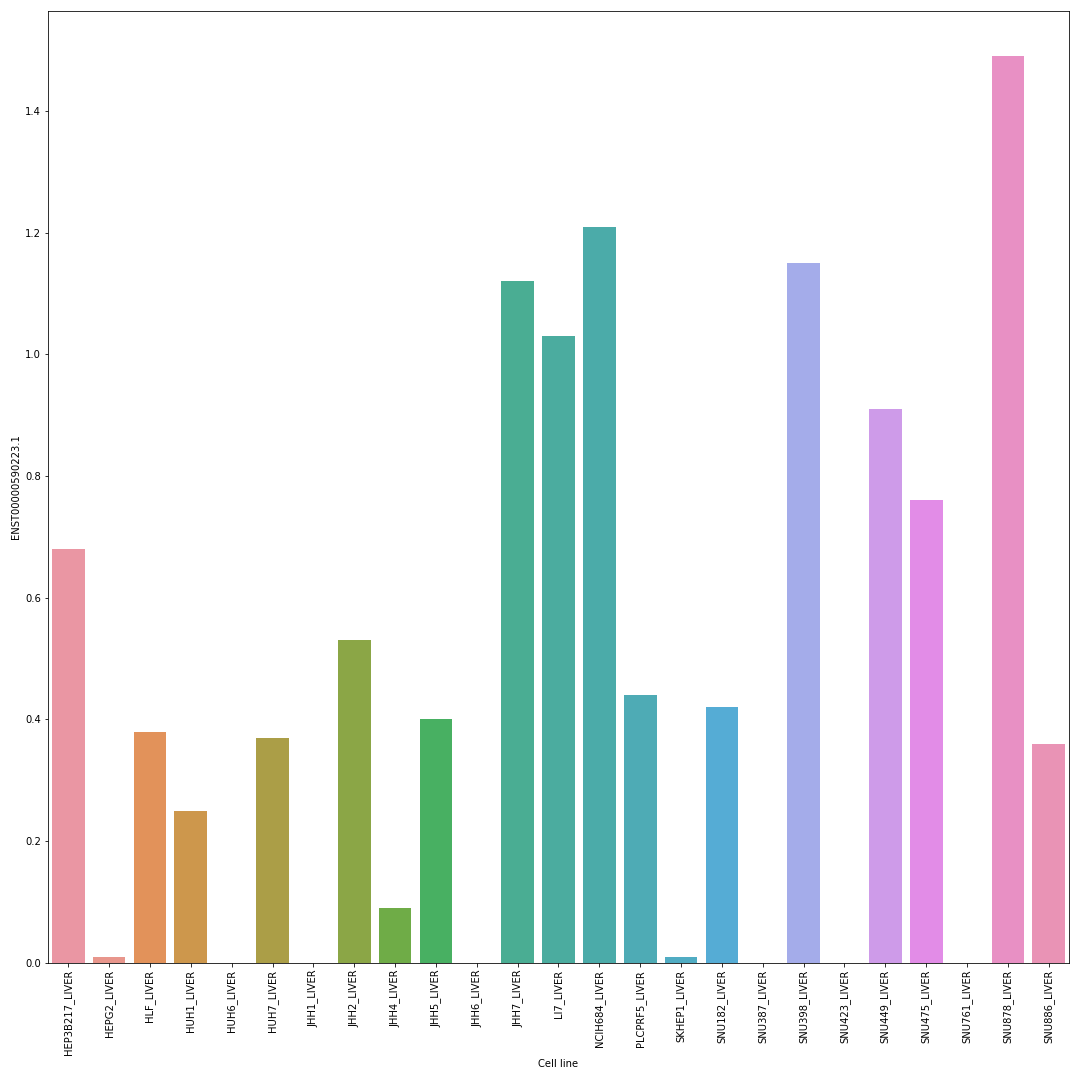 ENST00000590223.1
1.4
1.2
1.0
0.8
0.6
0.4
0.2
0.0
HEP3B217_LIVER
HEPG2_LIVER
HLF_LIVER
HUH1_LIVER
HUH6_LIVER
HUH7_LIVER
JHH1_LIVER
JHH2_LIVER
JHH4_LIVER
JHH5_LIVER
JHH6_LIVER
JHH7_LIVER
LI7_LIVER
NCIH684_LIVER
PLCPRF5_LIVER
SKHEP1_LIVER
SNU182_LIVER
SNU387_LIVER
SNU398_LIVER
SNU423_LIVER
SNU449_LIVER
SNU475_LIVER
SNU761_LIVER
SNU878_LIVER
SNU886_LIVER
Cell line